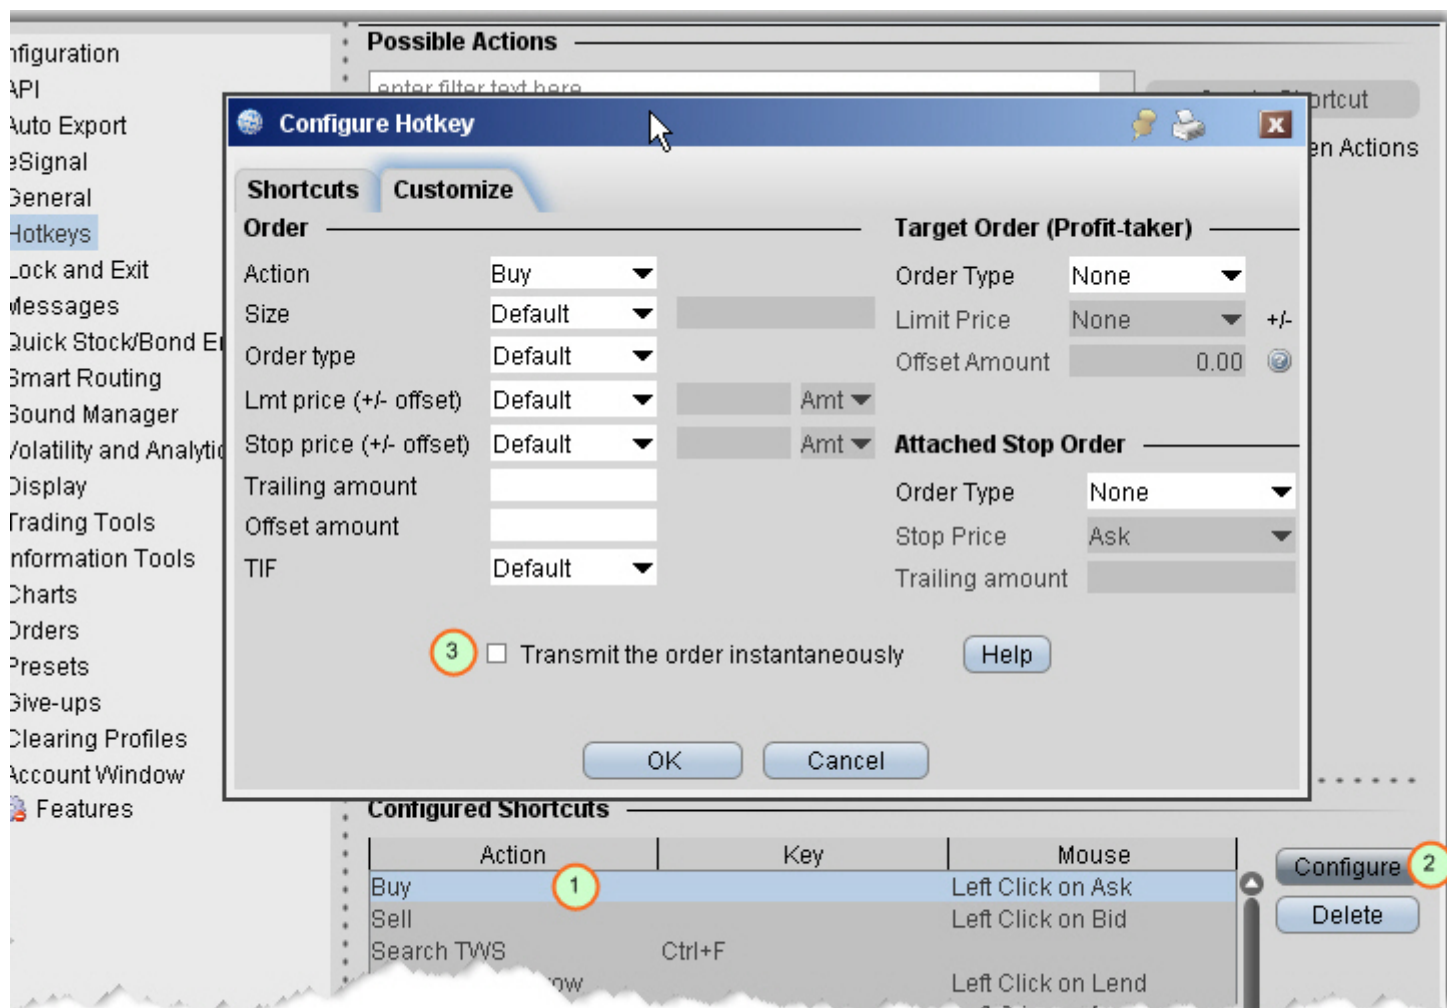 Possible Actions
enter filter text here
Configure Hotkey
Shortcuts
Customize
Order
Action Buy
Size Default
Order type Default
Lmt price (+/- offset) Default Amt
Stop price (+/- offset) Default Amt
Trailing amount
Offset amount
TIF Default
Target Order (Profit-taker)
Order Type None
Limit Price None +/-
Offset Amount 0.00
Attached Stop Order
Order Type None
Stop Price Ask
Trailing amount
3 Transmit the order instantaneously Help
OK Cancel
nfiguration
API
Auto Export
eSignal
General
Hotkeys
Lock and Exit
Messages
Quick Stock/Bond E
Smart Routing
Sound Manager
Volatility and Analytic
Display
Trading Tools
Information Tools
Charts
Orders
Presets
Give-ups
Clearing Profiles
Account Window
Features
rtcut
en Actions
Configured Shortcuts
Action Key Mouse
Buy 1 Left Click on Ask
Sell Left Click on Bid
Search TWS Ctrl+F
ow Left Click on Lend
Configure 2
Delete